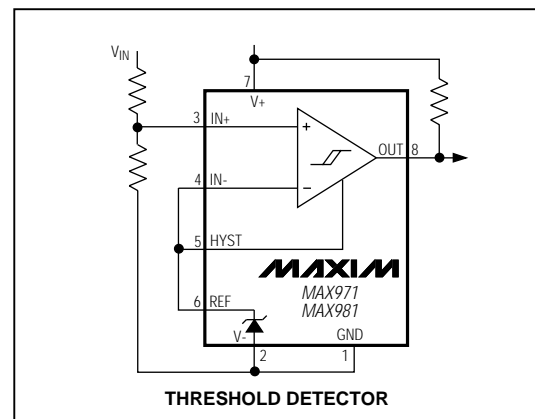 VIN
7
V+
3 IN+
+
OUT 8
4 IN-
−
5 HYST
MAXIM
MAX971
MAX981
6 REF
V-
GND
2
1
THRESHOLD DETECTOR